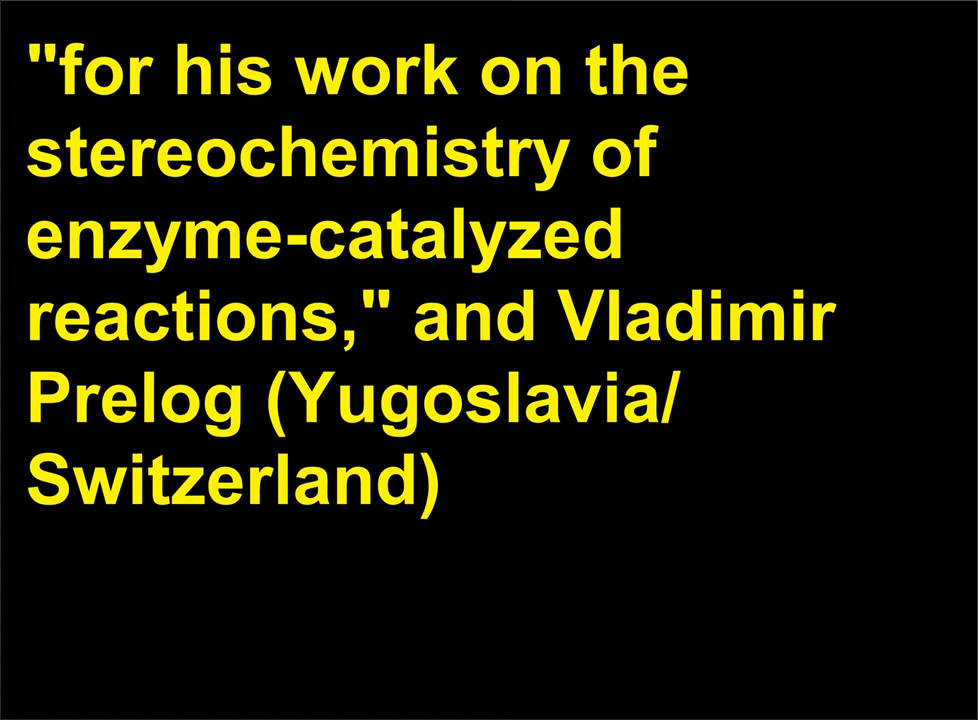 "for his work on the
stereochemistry of
enzyme-catalyzed
reactions," and Vladimir
Prelog (Yugoslavia/
Switzerland)